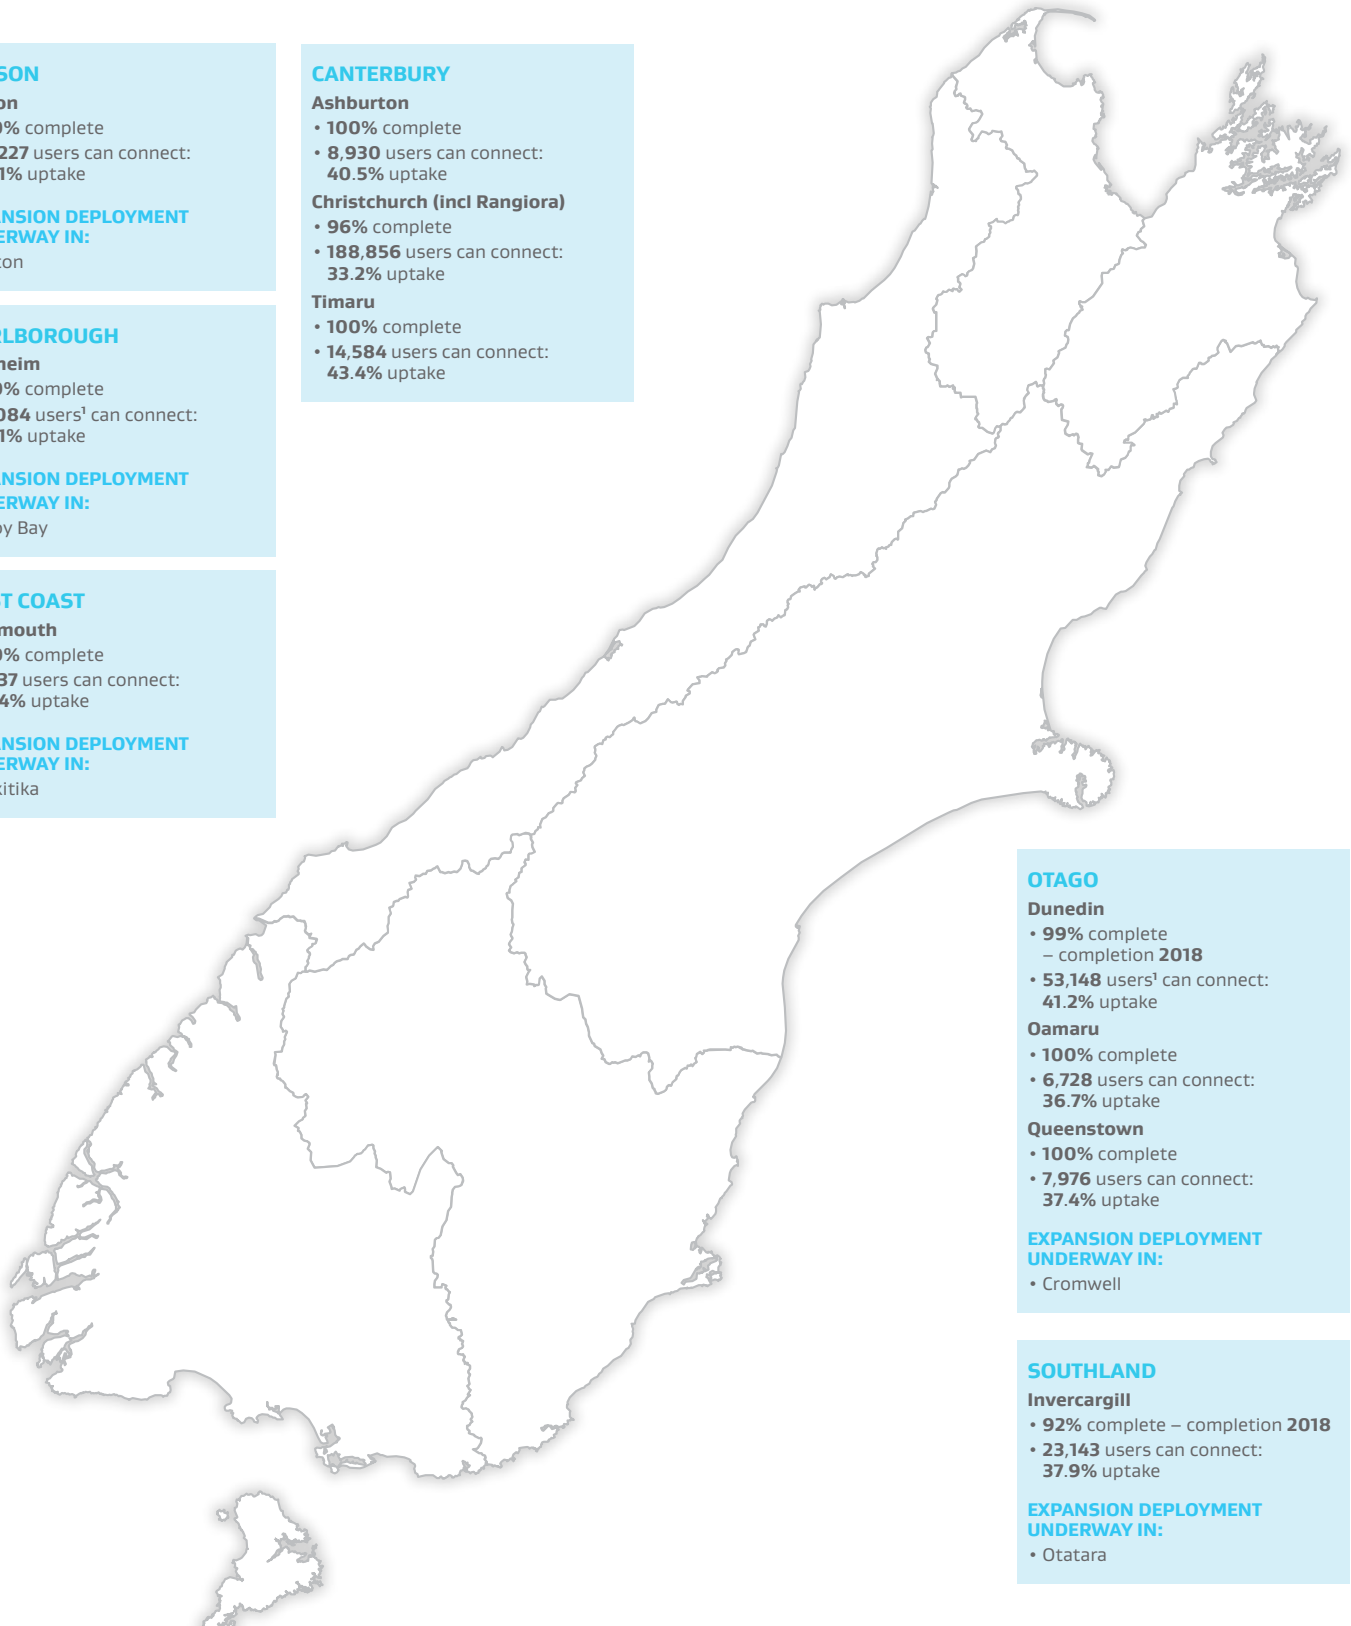 SON
on
% complete
227 users can connect:
1% uptake
NSION DEPLOYMENT
ERWAY IN:
on
LBOROUGH
heim
% complete
084 users¹ can connect:
1% uptake
NSION DEPLOYMENT
ERWAY IN:
y Bay
T COAST
mouth
% complete
37 users can connect:
4% uptake
NSION DEPLOYMENT
ERWAY IN:
itika
CANTERBURY
Ashburton
• 100% complete
• 8,930 users can connect:
40.5% uptake
Christchurch (incl Rangiora)
• 96% complete
• 188,856 users can connect:
33.2% uptake
Timaru
• 100% complete
• 14,584 users can connect:
43.4% uptake
OTAGO
Dunedin
• 99% complete
– completion 2018
• 53,148 users¹ can connect:
41.2% uptake
Oamaru
• 100% complete
• 6,728 users can connect:
36.7% uptake
Queenstown
• 100% complete
• 7,976 users can connect:
37.4% uptake
EXPANSION DEPLOYMENT
UNDERWAY IN:
• Cromwell
SOUTHLAND
Invercargill
• 92% complete – completion 2018
• 23,143 users can connect:
37.9% uptake
EXPANSION DEPLOYMENT
UNDERWAY IN:
• Otatara